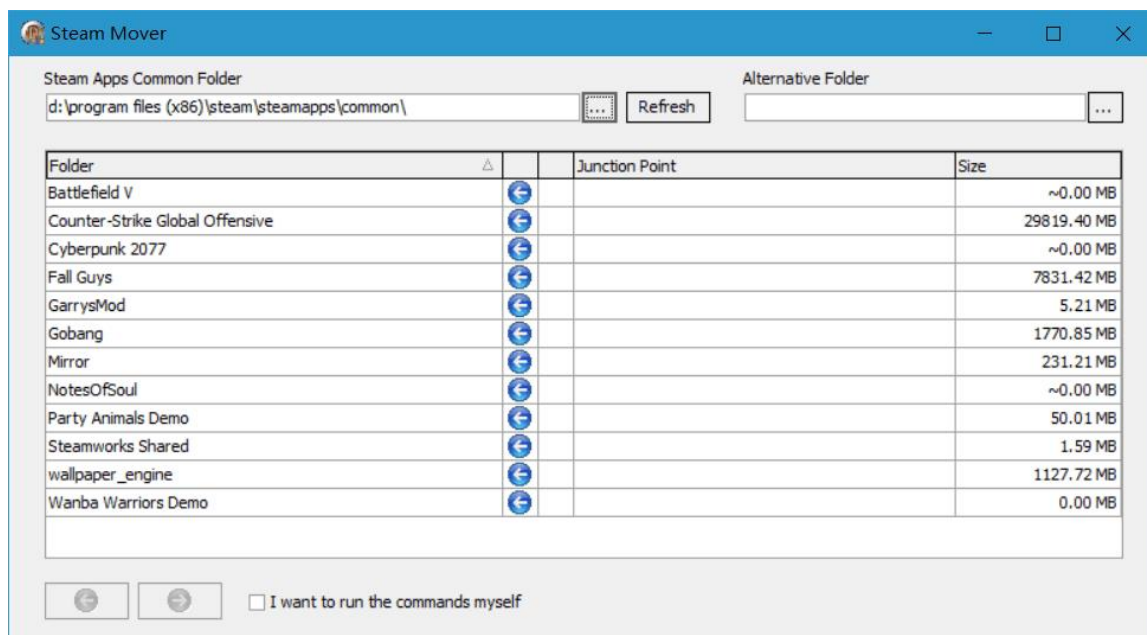 Steam Mover
Steam Apps Common Folder Alternative Folder
d:\program files (x86)\steam\steamapps\common\ ... Refresh ...
Folder Junction Point Size
Battlefield V ~0.00 MB
Counter-Strike Global Offensive 29819.40 MB
Cyberpunk 2077 ~0.00 MB
Fall Guys 7831.42 MB
GarrysMod 5.21 MB
Gobang 1770.85 MB
Mirror 231.21 MB
NotesOfSoul ~0.00 MB
Party Animals Demo 50.01 MB
Steamworks Shared 1.59 MB
wallpaper_engine 1127.72 MB
Wanba Warriors Demo 0.00 MB
I want to run the commands myself